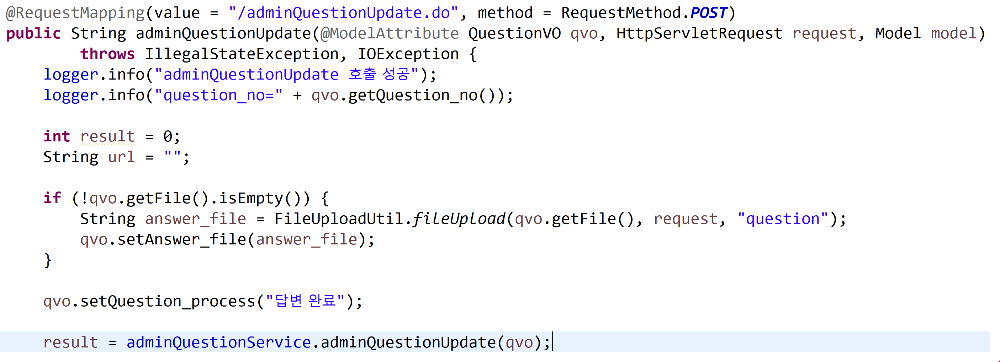 @RequestMapping(value = "/adminQuestionUpdate.do", method = RequestMethod.POST)
public String adminQuestionUpdate(@ModelAttribute QuestionVO qvo, HttpServletRequest request, Model model)
throws IllegalStateException, IOException {
logger.info("adminQuestionUpdate 호출 성공");
logger.info("question_no=" + qvo.getQuestion_no());
int result = 0;
String url = "";
if (!qvo.getFile().isEmpty()) {
String answer_file = FileUploadUtil.fileUpload(qvo.getFile(), request, "question");
qvo.setAnswer_file(answer_file);
}
qvo.setQuestion_process("답변 완료");
result = adminQuestionService.adminQuestionUpdate(qvo);